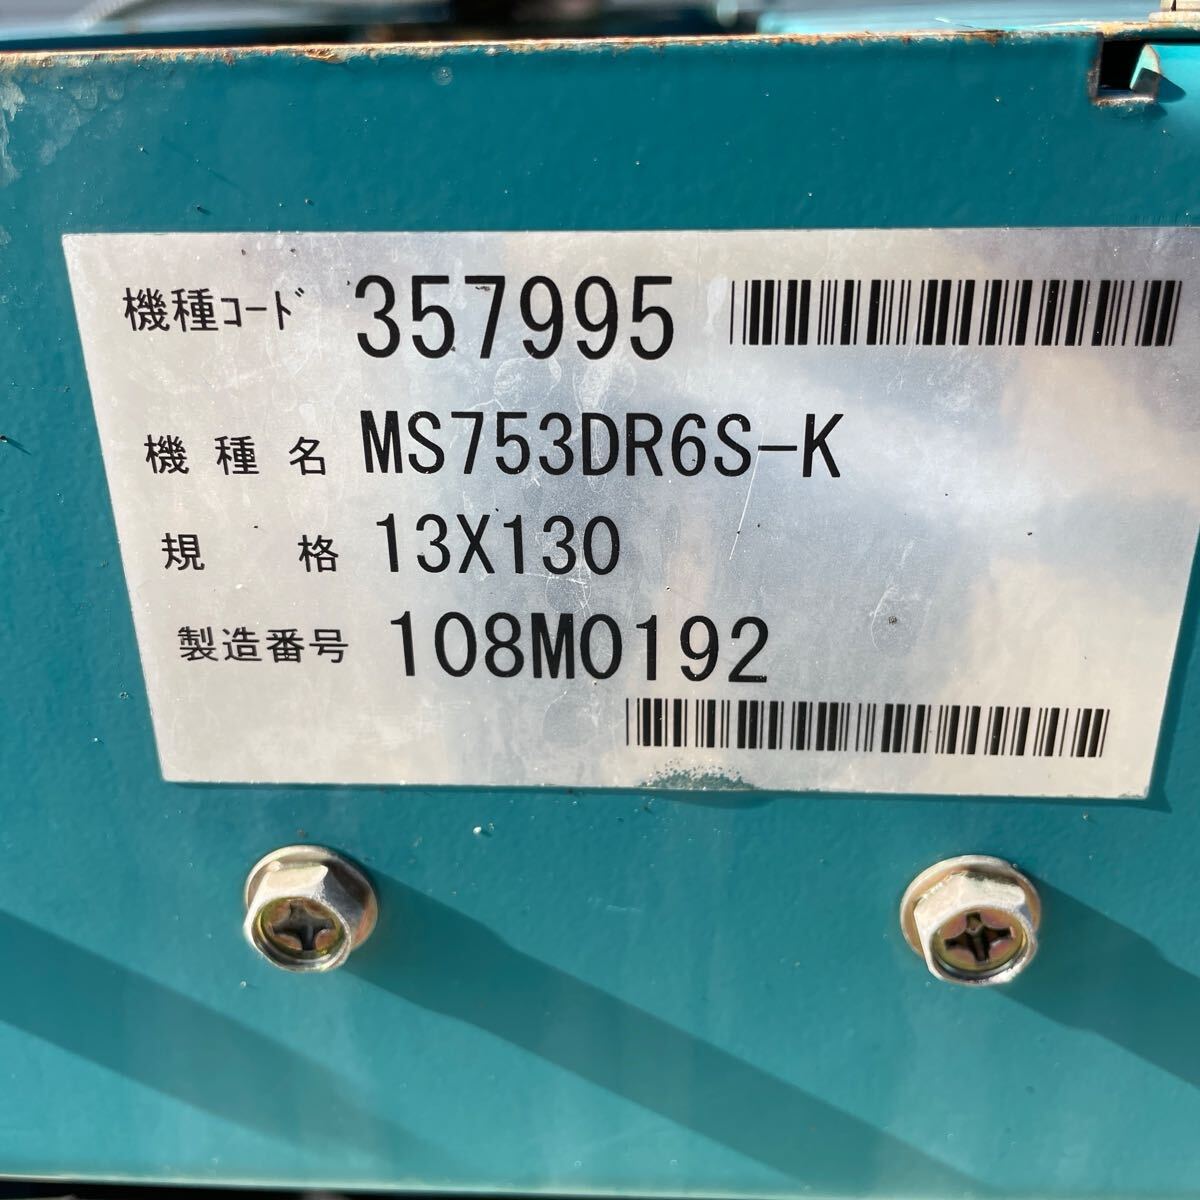 機種ｺｰﾄﾞ 357995
機種名 MS753DR6S-K
規格 13X130
製造番号 108M0192